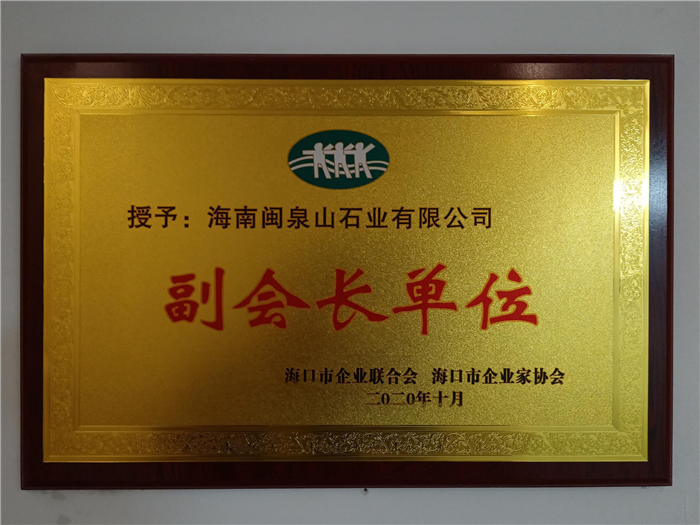 授予：海南闽泉山石业有限公司
副会长单位
海口市企业联合会 海口市企业家协会
二0二0年十月